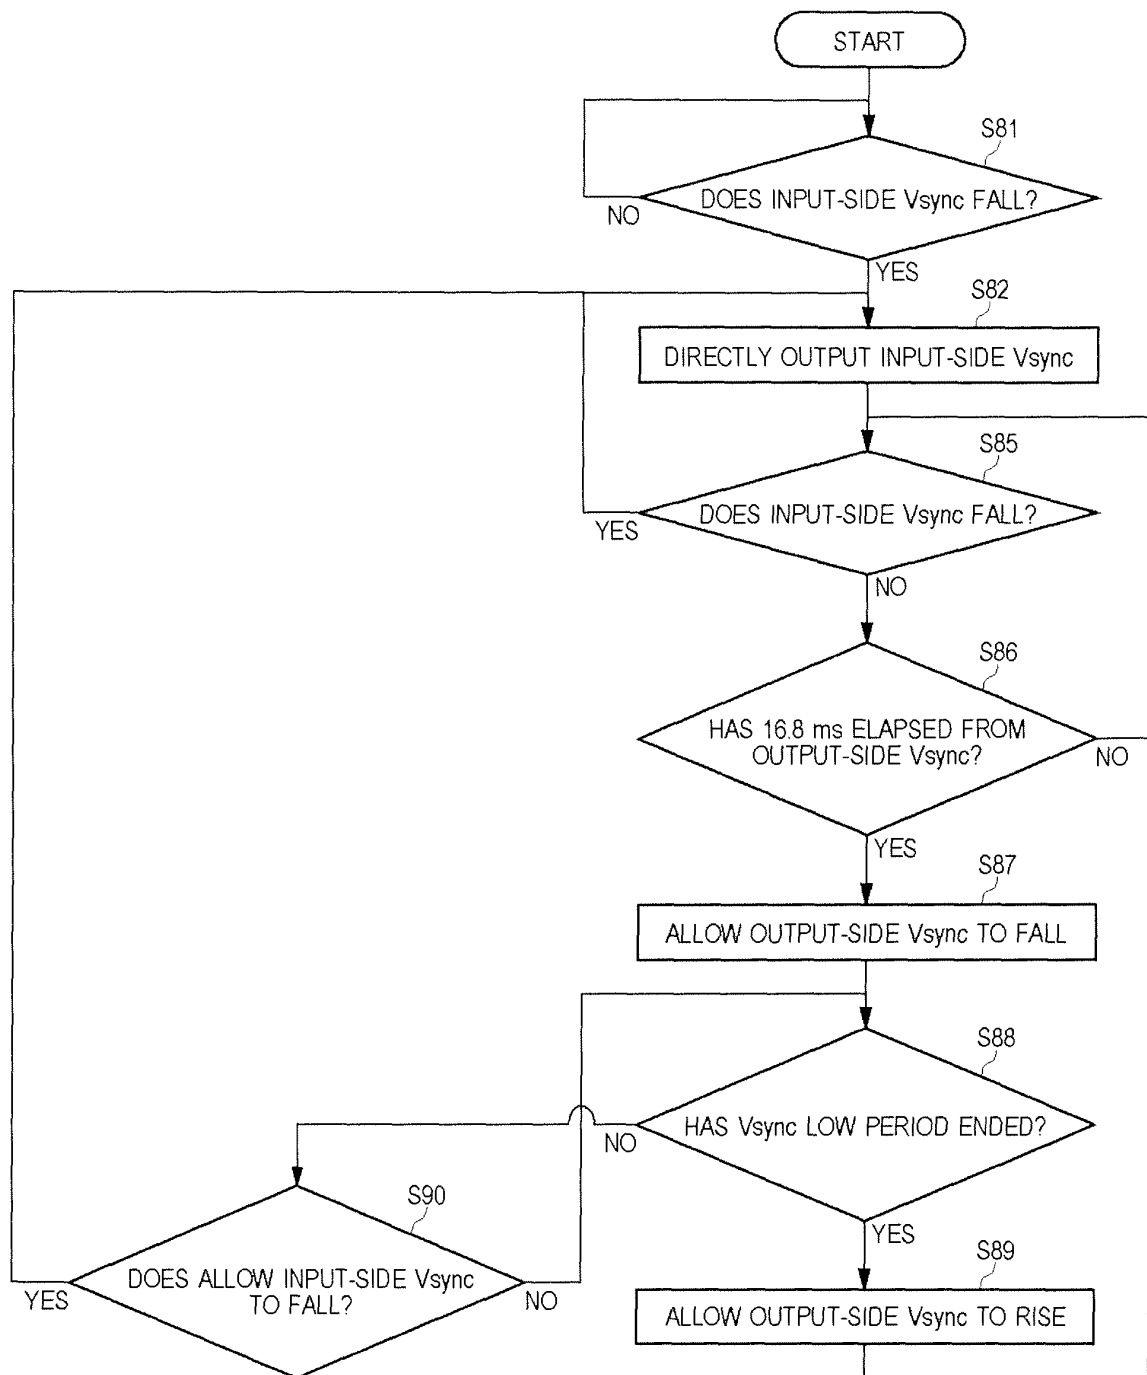 START
S81
DOES INPUT-SIDE Vsync FALL?
NO
YES
S82
DIRECTLY OUTPUT INPUT-SIDE Vsync
S85
DOES INPUT-SIDE Vsync FALL?
YES
NO
S86
HAS 16.8 ms ELAPSED FROM
OUTPUT-SIDE Vsync?
NO
YES
S87
ALLOW OUTPUT-SIDE Vsync TO FALL
S88
HAS Vsync LOW PERIOD ENDED?
NO
YES
S90
DOES ALLOW INPUT-SIDE Vsync
TO FALL?
YES
NO
S89
ALLOW OUTPUT-SIDE Vsync TO RISE